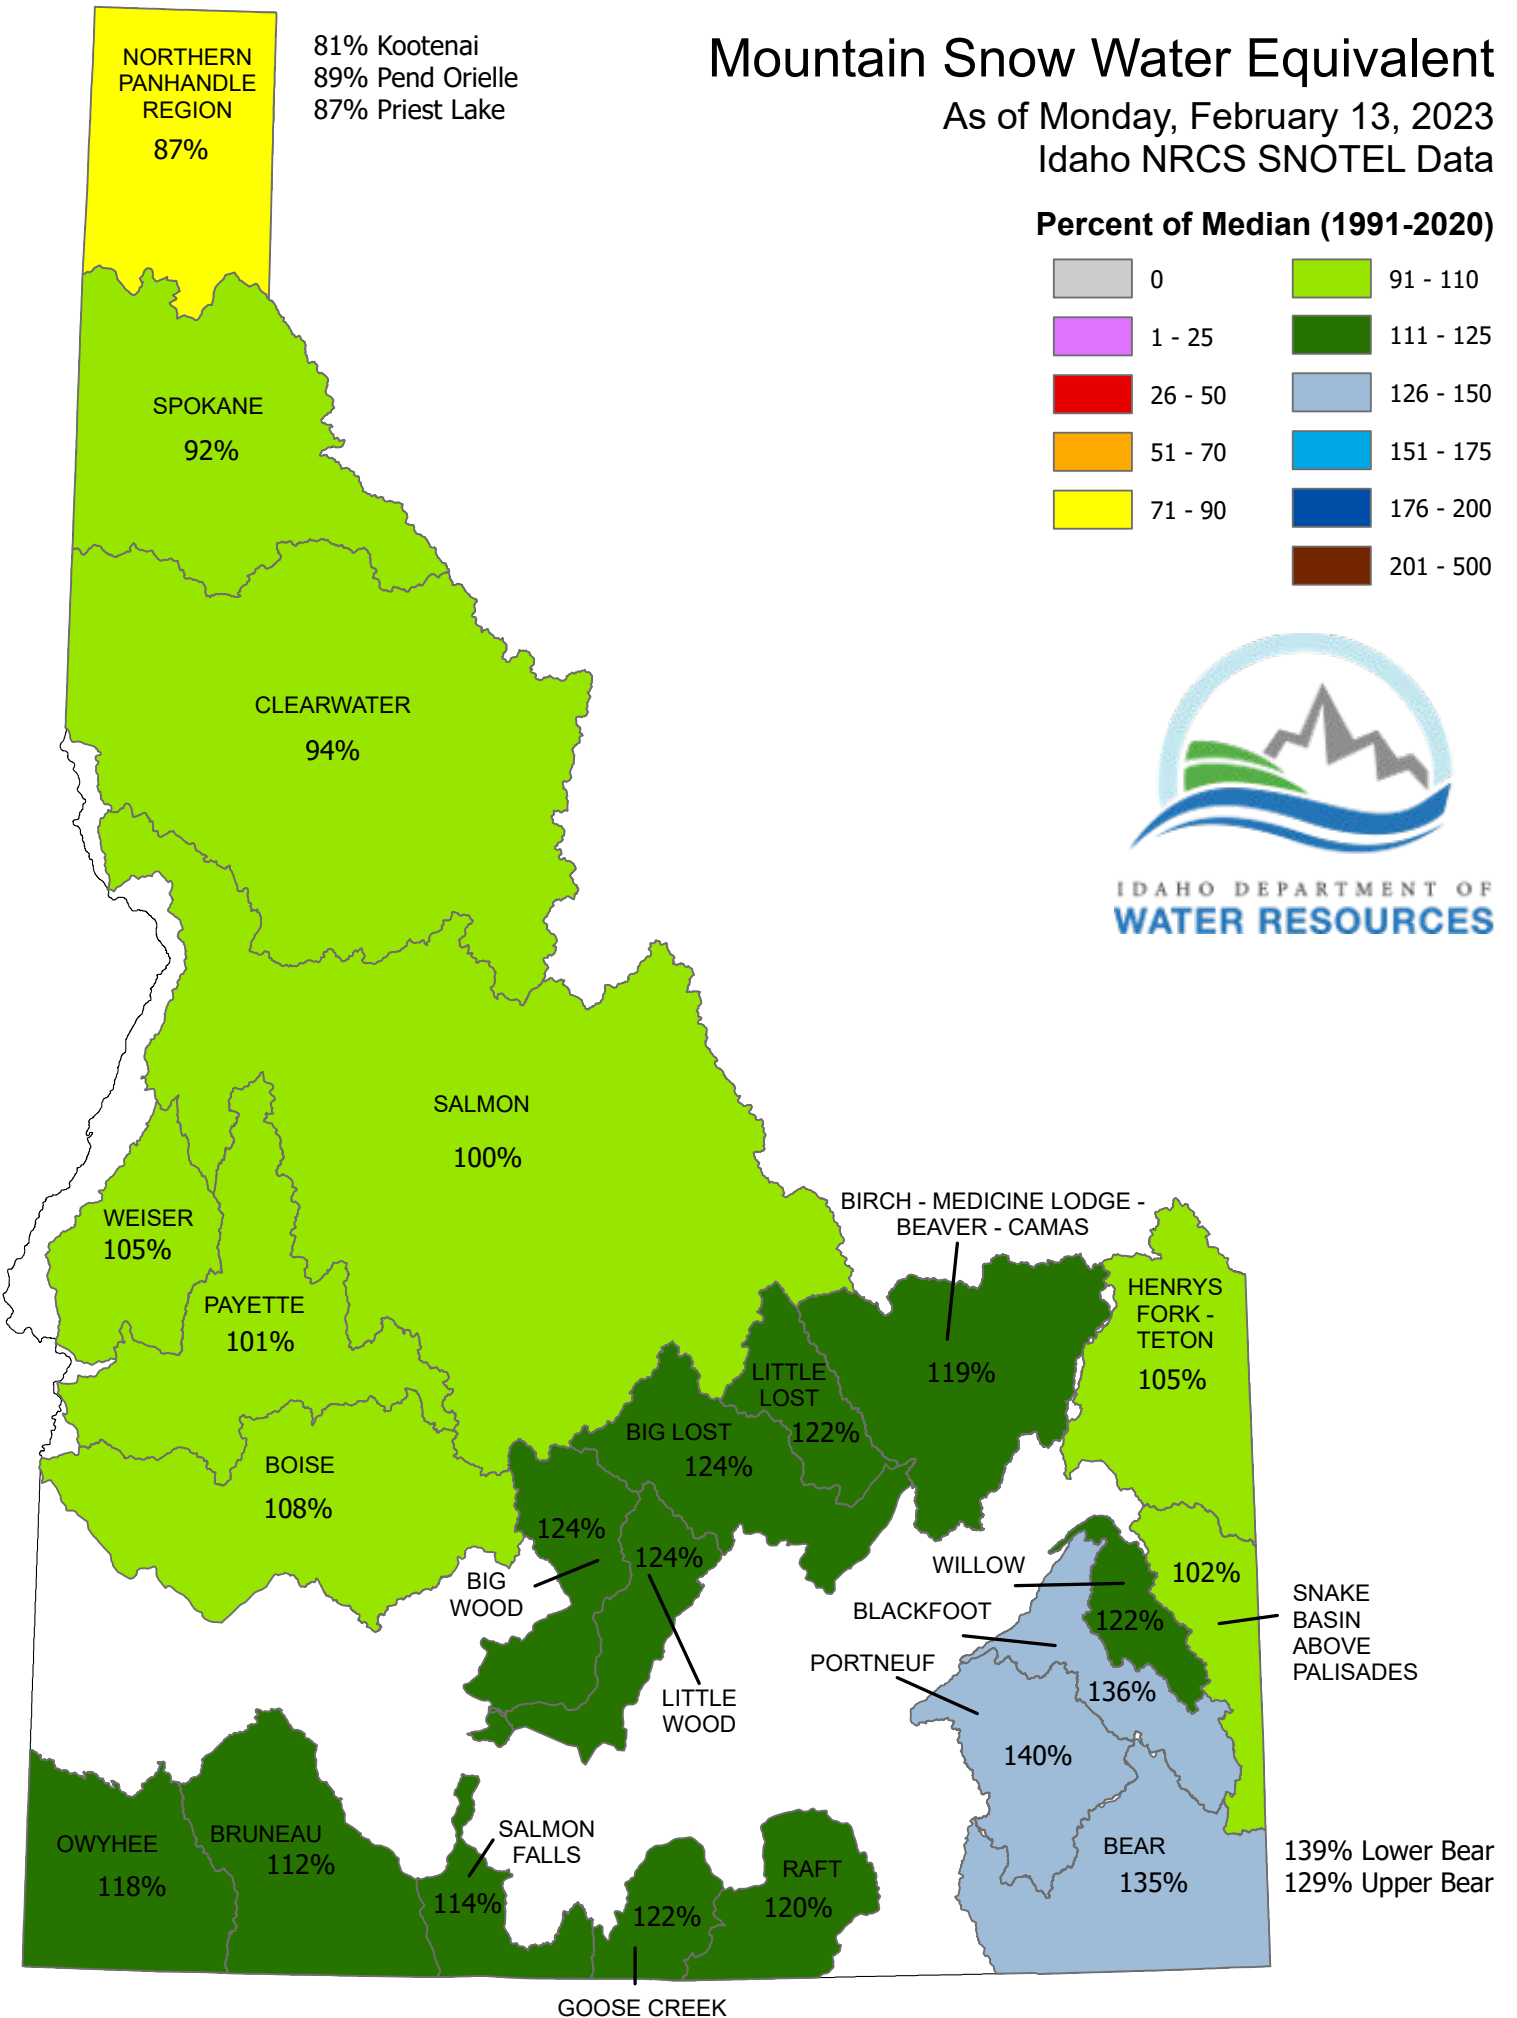 Mountain Snow Water Equivalent
As of Monday, February 13, 2023
Idaho NRCS SNOTEL Data
Percent of Median (1991-2020)
0
1 - 25
26 - 50
51 - 70
71 - 90
91 - 110
111 - 125
126 - 150
151 - 175
176 - 200
201 - 500
IDAHO DEPARTMENT OF
WATER RESOURCES
NORTHERN
PANHANDLE
REGION
87%
81% Kootenai
89% Pend Orielle
87% Priest Lake
SPOKANE
92%
CLEARWATER
94%
SALMON
100%
WEISER
105%
PAYETTE
101%
BOISE
108%
BIRCH - MEDICINE LODGE -
BEAVER - CAMAS
119%
HENRYS
FORK -
TETON
105%
LITTLE
LOST
122%
BIG LOST
124%
124%
BIG
WOOD
124%
LITTLE
WOOD
WILLOW
122%
102%
SNAKE
BASIN
ABOVE
PALISADES
BLACKFOOT
136%
PORTNEUF
140%
BEAR
135%
139% Lower Bear
129% Upper Bear
OWYHEE
118%
BRUNEAU
112%
SALMON
FALLS
114%
122%
GOOSE CREEK
RAFT
120%